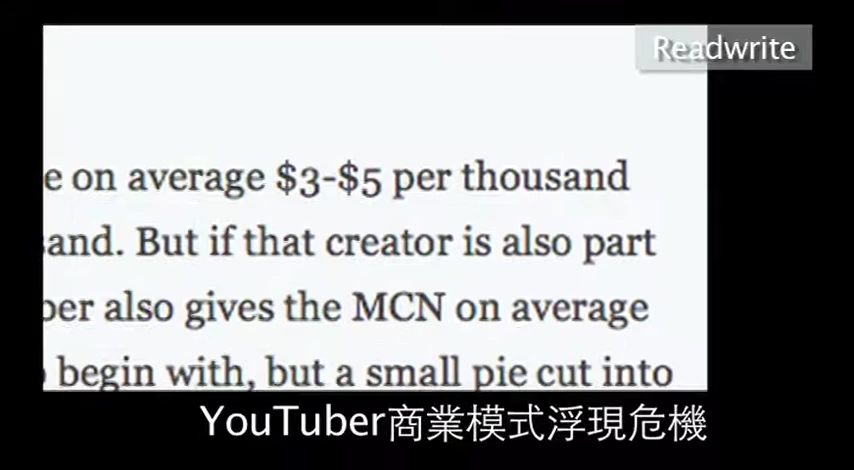 Readwrite
e on average $3-$5 per thousand
and. But if that creator is also part
ber also gives the MCN on average
begin with, but a small pie cut into
YouTuber商業模式浮現危機